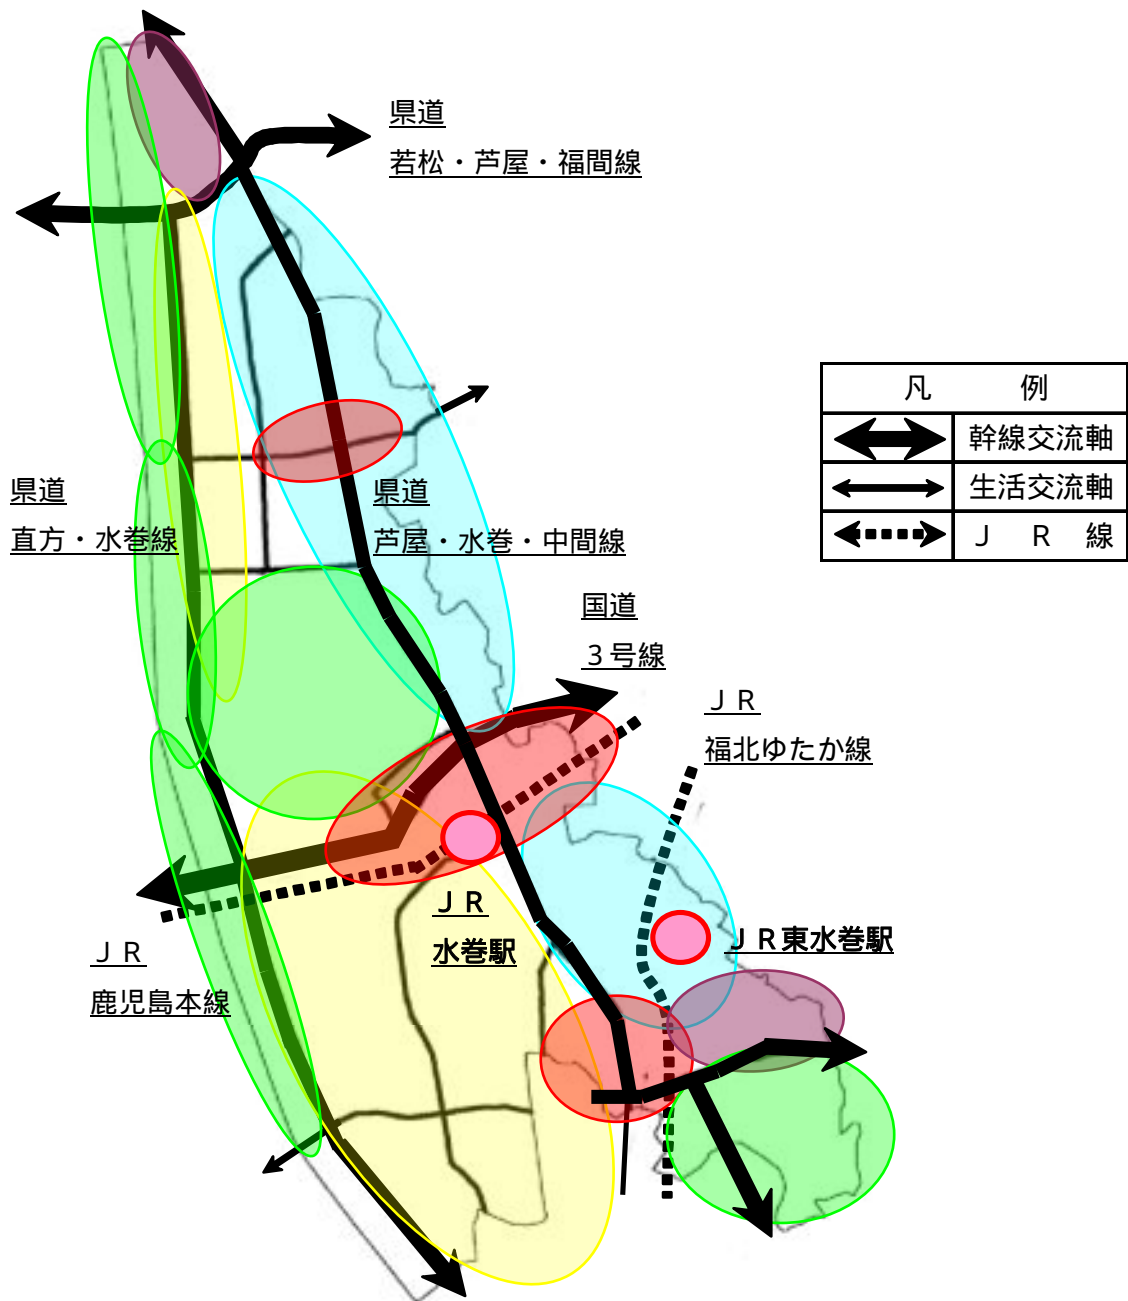 県道
若松・芦屋・福間線
凡 例
幹線交流軸
生活交流軸
Ｊ Ｒ 線
県道
直方・水巻線
県道
芦屋・水巻・中間線
国道
３号線
ＪＲ
福北ゆたか線
ＪＲ
水巻駅
ＪＲ東水巻駅
ＪＲ
鹿児島本線